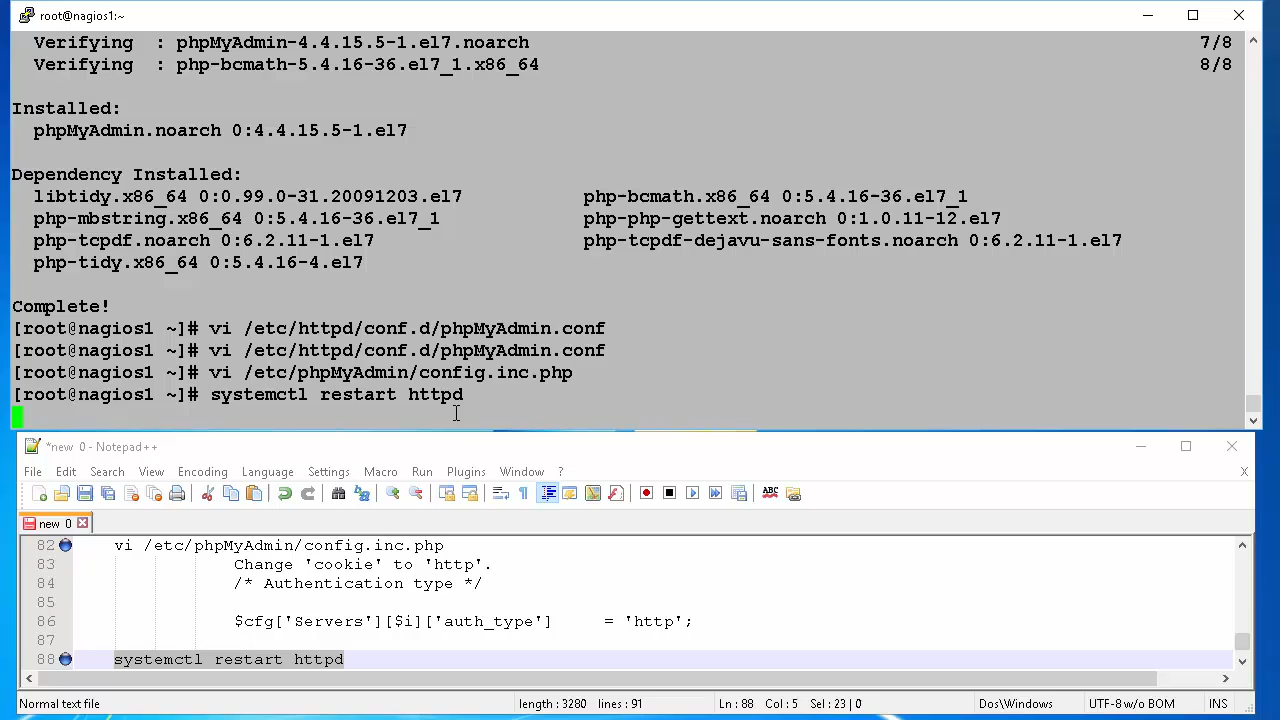 root@nagios1:~
Verifying  : phpMyAdmin-4.4.15.5-1.el7.noarch 7/8
Verifying  : php-bcmath-5.4.16-36.el7_1.x86_64 8/8
Installed:
phpMyAdmin.noarch 0:4.4.15.5-1.el7
Dependency Installed:
libtidy.x86_64 0:0.99.0-31.20091203.el7 php-bcmath.x86_64 0:5.4.16-36.el7_1
php-mbstring.x86_64 0:5.4.16-36.el7_1 php-php-gettext.noarch 0:1.0.11-12.el7
php-tcpdf.noarch 0:6.2.11-1.el7 php-tcpdf-dejavu-sans-fonts.noarch 0:6.2.11-1.el7
php-tidy.x86_64 0:5.4.16-4.el7
Complete!
[root@nagios1 ~]# vi /etc/httpd/conf.d/phpMyAdmin.conf
[root@nagios1 ~]# vi /etc/httpd/conf.d/phpMyAdmin.conf
[root@nagios1 ~]# vi /etc/phpMyAdmin/config.inc.php
[root@nagios1 ~]# systemctl restart httpd
*new 0 - Notepad++
File Edit Search View Encoding Language Settings Macro Run Plugins Window ? X
new 0
82 vi /etc/phpMyAdmin/config.inc.php
83 Change 'cookie' to 'http'.
84 /* Authentication type */
85
86 $cfg['Servers'][$i]['auth_type']     = 'http';
87
88 systemctl restart httpd
Normal text file length : 3280 lines : 91 Ln : 88 Col : 5 Sel : 23 | 0 Dos\Windows UTF-8 w/o BOM INS